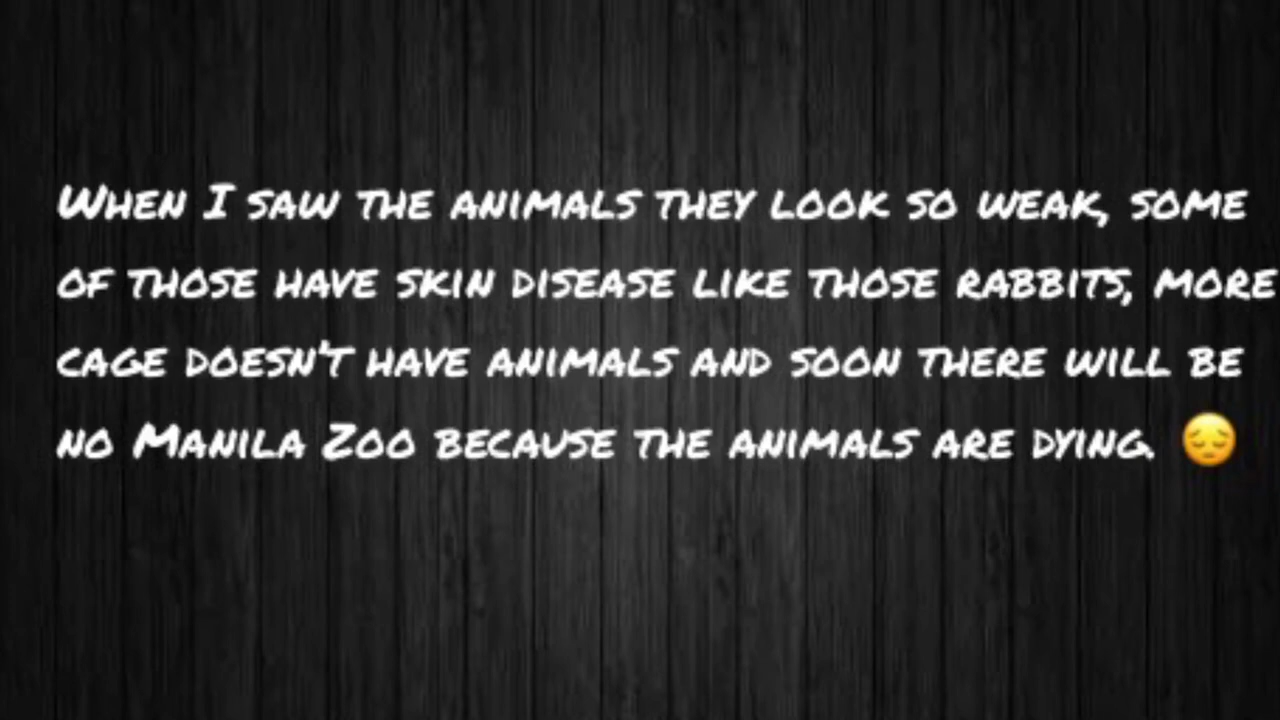 When I saw the animals they look so weak, some
of those have skin disease like those rabbits, more
cage doesn't have animals and soon there will be
no Manila Zoo because the animals are dying. 😔